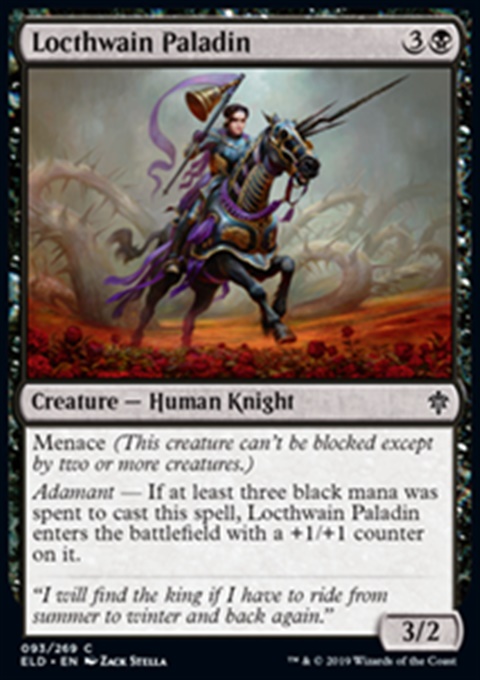 Locthwain Paladin 3
Creature — Human Knight
Menace (This creature can't be blocked except
by two or more creatures.)
Adamant — If at least three black mana was
spent to cast this spell, Locthwain Paladin
enters the battlefield with a +1/+1 counter
on it.
"I will find the king if I have to ride from
summer to winter and back again."
3/2
093/269 C
ELD • EN Zack Stella
™ & © 2019 Wizards of the Coast